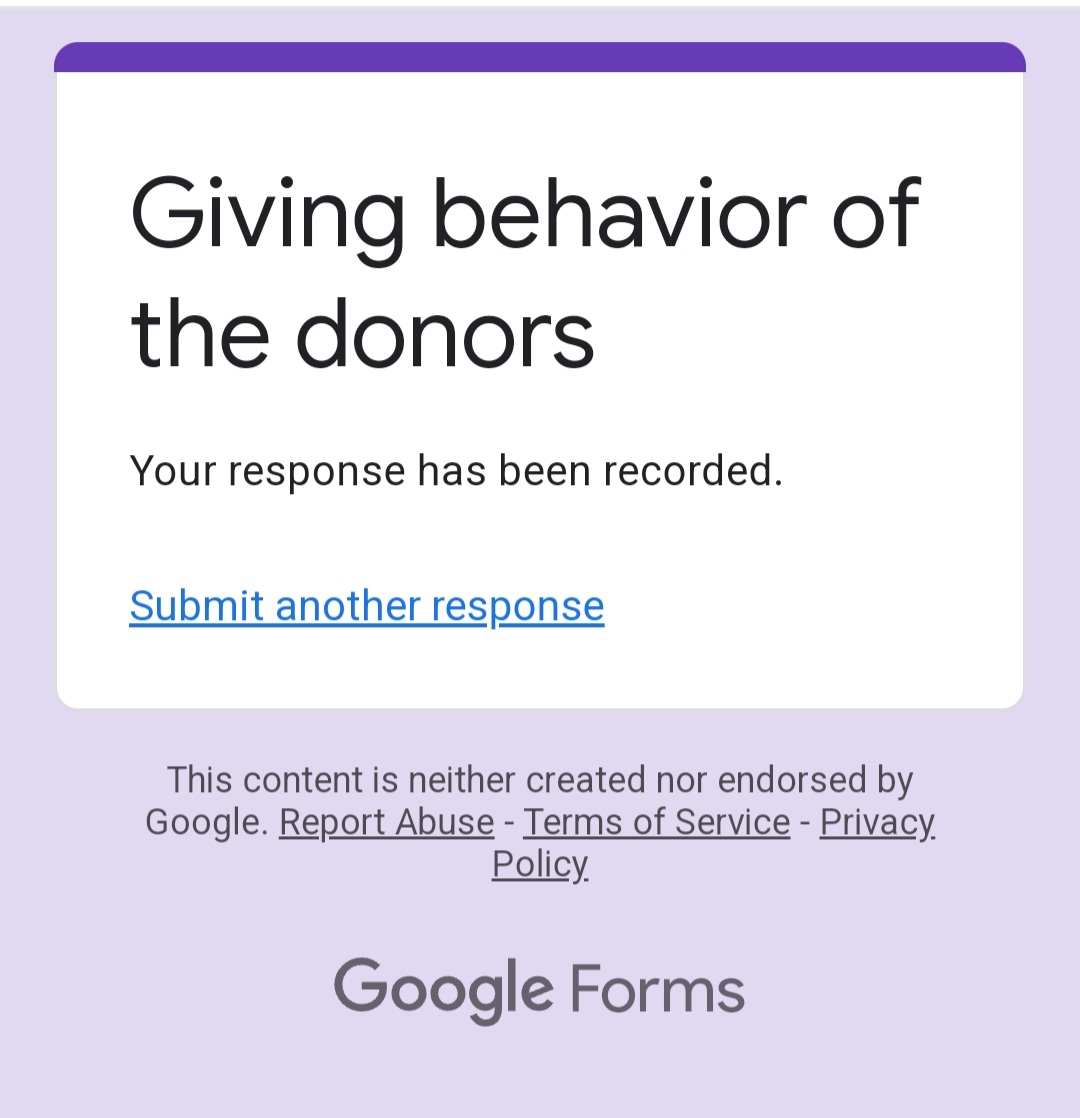 Giving behavior of
the donors
Your response has been recorded.
Submit another response
This content is neither created nor endorsed by
Google. Report Abuse - Terms of Service - Privacy
Policy
Google Forms